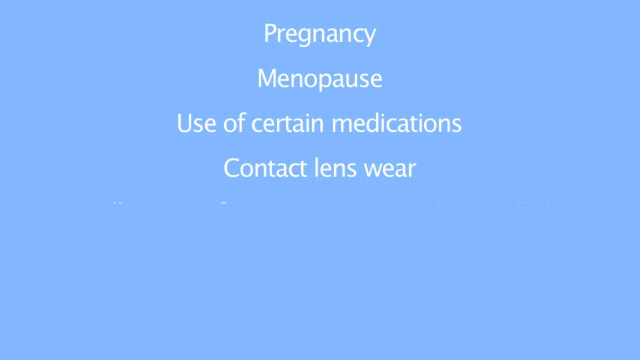 Pregnancy
Menopause
Use of certain medications
Contact lens wear